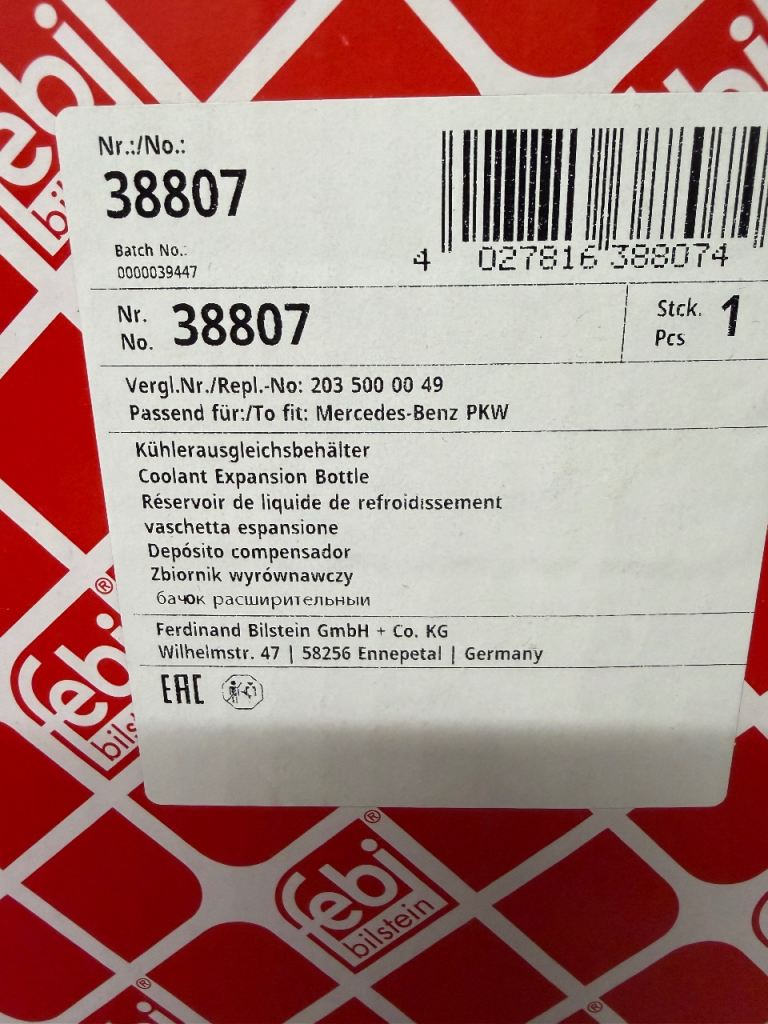 Nr.:/No.:
38807
Batch No.:
0000039447
4 027816 388074
Nr.
No. 38807
Stck.
Pcs 1
Vergl.Nr./Repl.-No: 203 500 00 49
Passend für:/To fit: Mercedes-Benz PKW
Kühlerausgleichsbehälter
Coolant Expansion Bottle
Réservoir de liquide de refroidissement
vaschetta espansione
Depósito compensador
Zbiornik wyrównawczy
бачок расширительный
Ferdinand Bilstein GmbH + Co. KG
Wilhelmstr. 47 | 58256 Ennepetal | Germany
EAC
febi
bilstein